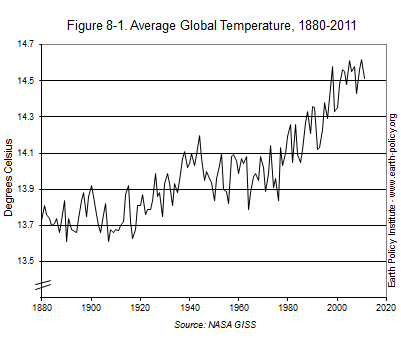 Figure 8-1. Average Global Temperature, 1880-2011
14.7
14.5
14.3
14.1
13.9
13.7
13.5
Degrees Celsius
1880 1900 1920 1940 1960 1980 2000 2020
Earth Policy Institute - www.earth-policy.org
Source: NASA GISS